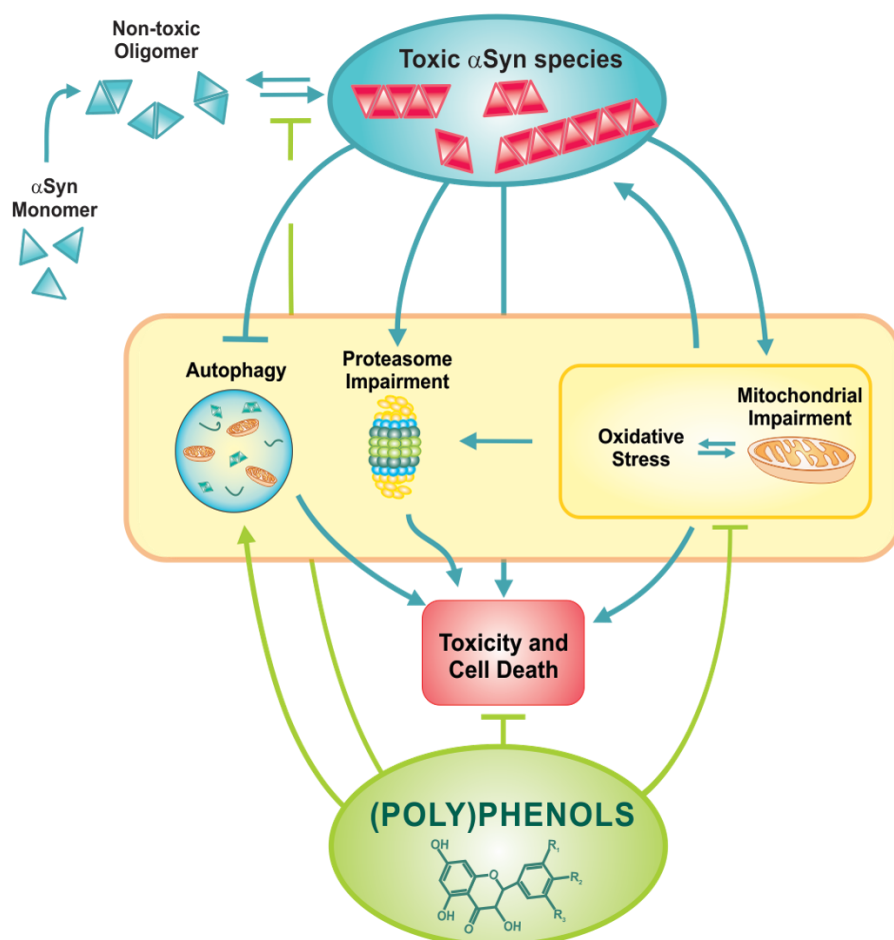 Non-toxic
Oligomer
Toxic αSyn species
αSyn
Monomer
Autophagy
Proteasome
Impairment
Mitochondrial
Impairment
Oxidative
Stress
Toxicity and
Cell Death
(POLY)PHENOLS
OH
O
R₁
R₂
R₃
OH
O
OH